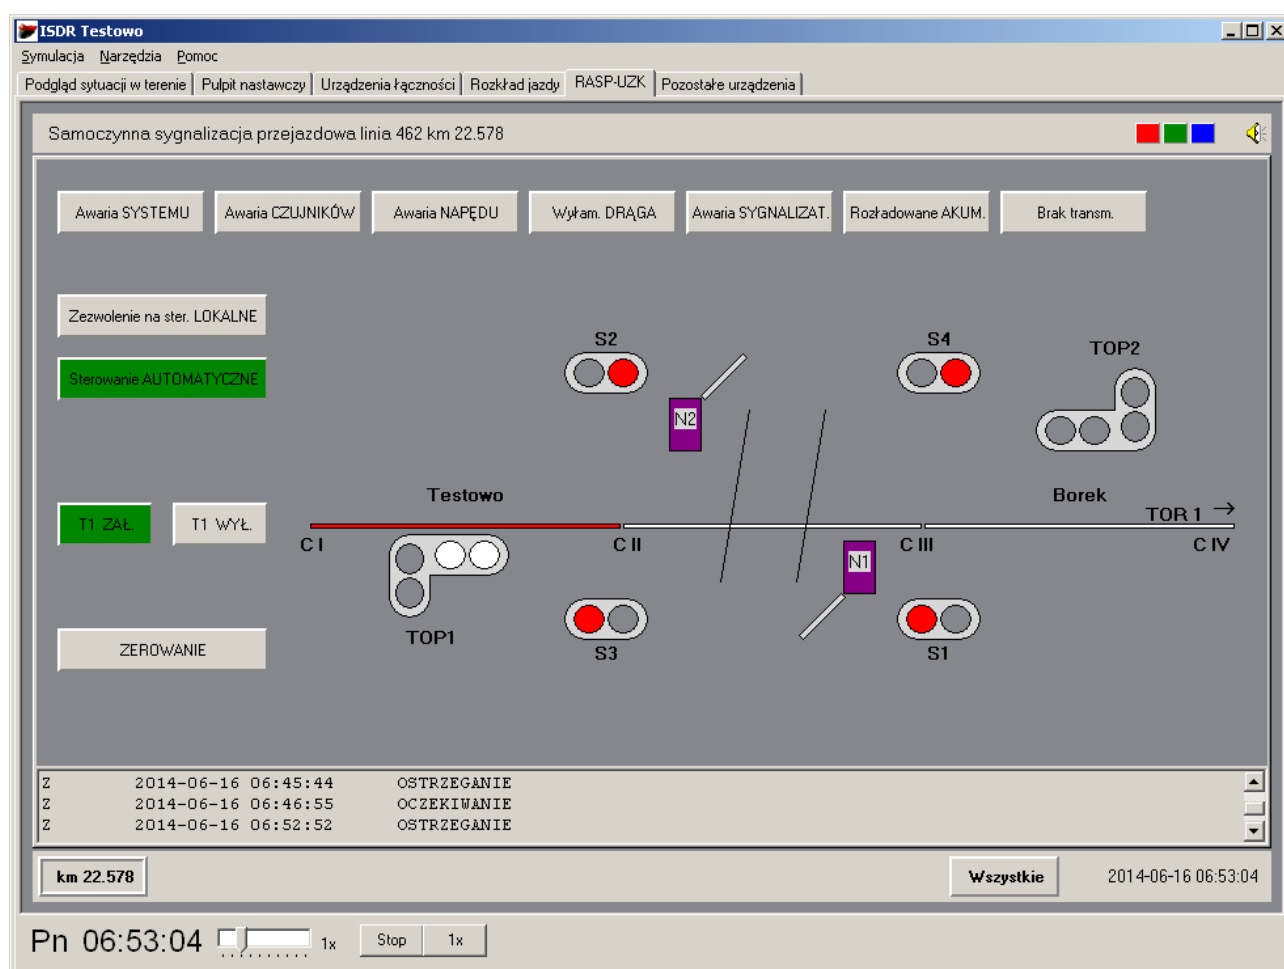 ISDR Testowo
Symulacja Narzędzia Pomoc
Podgląd sytuacji w terenie Pulpit nastawczy Urządzenia łączności Rozkład jazdy RASP-UZK Pozostałe urządzenia
Samoczynna sygnalizacja przejazdowa linia 462 km 22.578
Awaria SYSTEMU Awaria CZUJNIKÓW Awaria NAPĘDU Wyłam. DRĄGA Awaria SYGNALIZAT. Rozładowane AKUM. Brak transm.
Zezwolenie na ster. LOKALNE
S2 S4 TOP2
Sterowanie AUTOMATYCZNE
N2
Testowo Borek
T1 ZAŁ. T1 WYŁ. TOR 1 →
C I C II C III C IV
N1
TOP1 S3 S1
ZEROWANIE
Z 2014-06-16 06:45:44 OSTRZEGANIE
Z 2014-06-16 06:46:55 OCZEKIWANIE
Z 2014-06-16 06:52:52 OSTRZEGANIE
km 22.578 Wszystkie 2014-06-16 06:53:04
Pn 06:53:04 1x Stop 1x